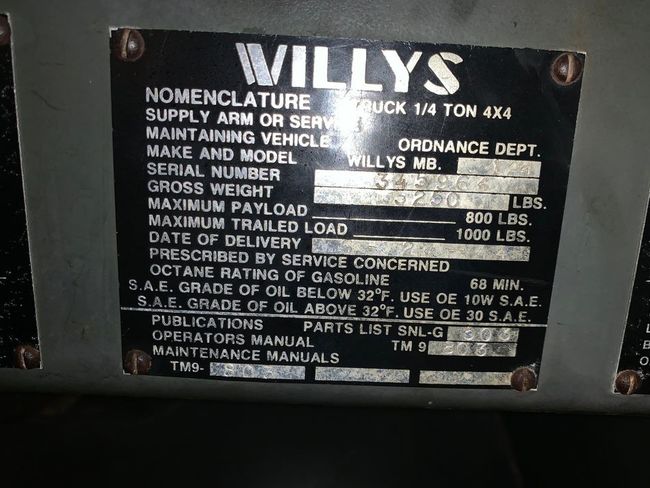 WILLYS
NOMENCLATURE TRUCK 1/4 TON 4X4
SUPPLY ARM OR SERV
MAINTAINING VEHICLE ORDNANCE DEPT.
MAKE AND MODEL WILLYS MB.
SERIAL NUMBER
GROSS WEIGHT 3250 LBS.
MAXIMUM PAYLOAD 800 LBS.
MAXIMUM TRAILED LOAD 1000 LBS.
DATE OF DELIVERY
PRESCRIBED BY SERVICE CONCERNED
OCTANE RATING OF GASOLINE 68 MIN.
S.A.E. GRADE OF OIL BELOW 32°F. USE OE 10W S.A.E.
S.A.E. GRADE OF OIL ABOVE 32°F. USE OE 30 S.A.E.
PUBLICATIONS PARTS LIST SNL-G
OPERATORS MANUAL TM 9
MAINTENANCE MANUALS
TM9-